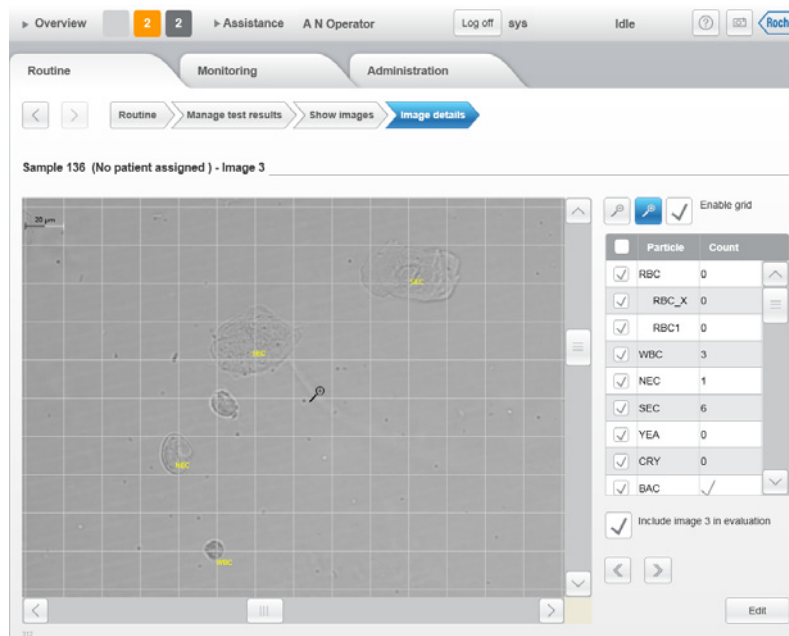 Overview 2 2 Assistance A N Operator Log off sys Idle ? Roch
Routine Monitoring Administration
Routine Manage test results Show images Image details
Sample 136 (No patient assigned ) - Image 3
20 µm
Enable grid
Particle Count
RBC 0
RBC_X 0
RBC1 0
WBC 3
NEC 1
SEC 6
YEA 0
CRY 0
BAC
SEC
SEC
NEC
WBC
Include image 3 in evaluation
Edit